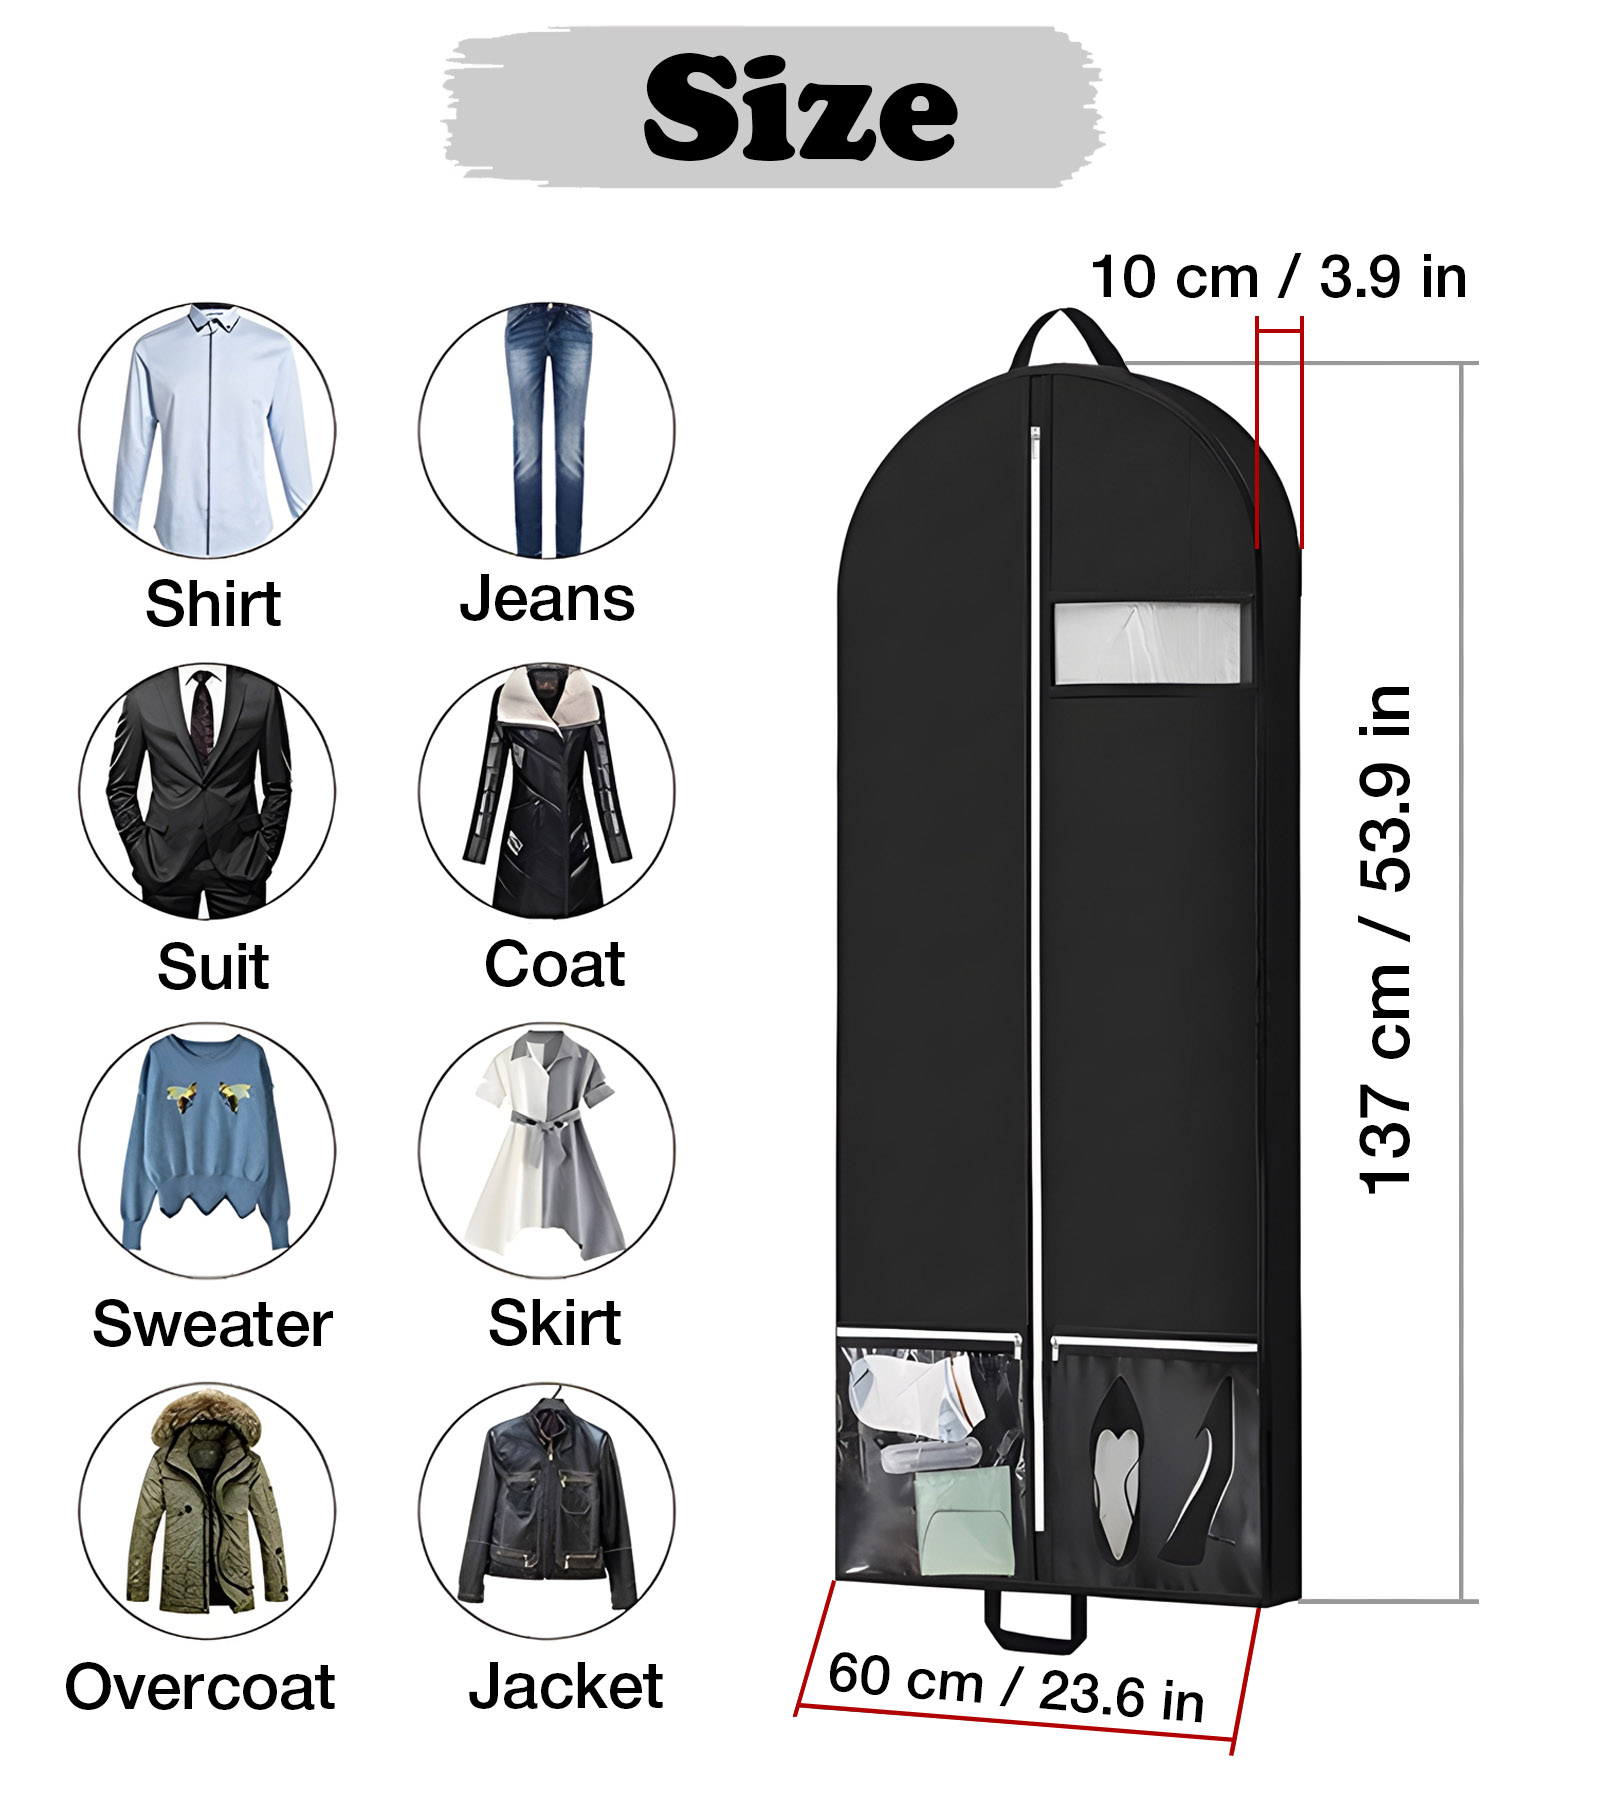 Size
10 cm / 3.9 in
Shirt
Jeans
Suit
Coat
137 cm / 53.9 in
Sweater
Skirt
Overcoat
Jacket
60 cm / 23.6 in